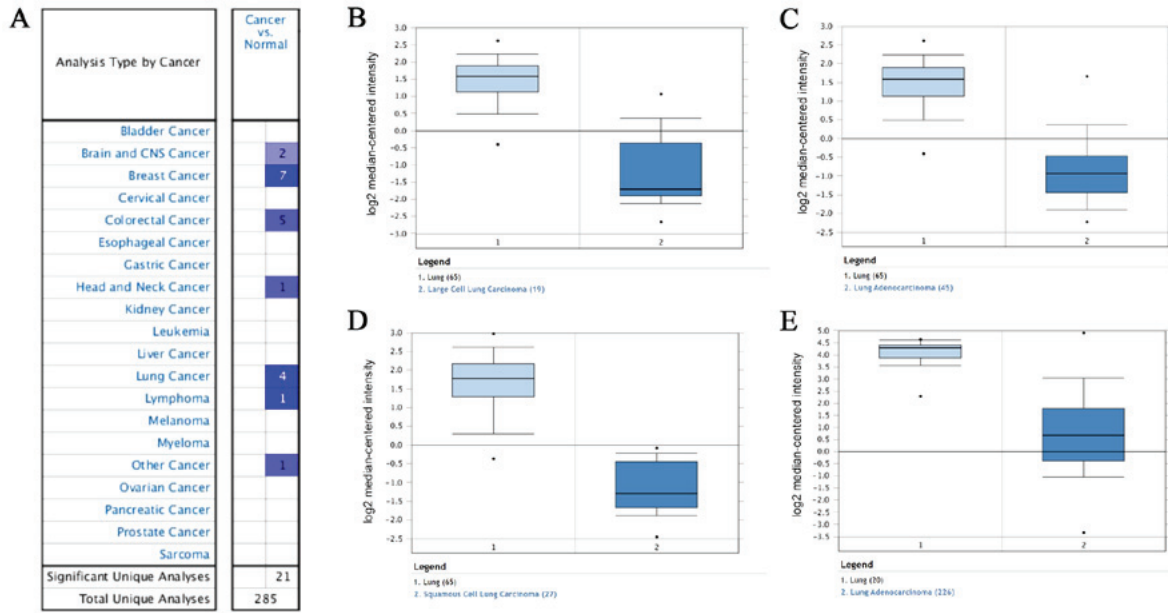 A
Analysis Type by Cancer
Cancer
vs.
Normal
Bladder Cancer
Brain and CNS Cancer 2
Breast Cancer 7
Cervical Cancer
Colorectal Cancer 5
Esophageal Cancer
Gastric Cancer
Head and Neck Cancer 1
Kidney Cancer
Leukemia
Liver Cancer
Lung Cancer 4
Lymphoma 1
Melanoma
Myeloma
Other Cancer 1
Ovarian Cancer
Pancreatic Cancer
Prostate Cancer
Sarcoma
Significant Unique Analyses 21
Total Unique Analyses 285
B
log2 median-centered intensity
3.0
2.5
2.0
1.5
1.0
0.5
0.0
-0.5
-1.0
-1.5
-2.0
-2.5
-3.0
1 2
Legend
1. Lung (65)
2. Large Cell Lung Carcinoma (19)
C
log2 median-centered intensity
3.0
2.5
2.0
1.5
1.0
0.5
0.0
-0.5
-1.0
-1.5
-2.0
-2.5
1 2
Legend
1. Lung (65)
2. Lung Adenocarcinoma (45)
D
log2 median-centered intensity
3.0
2.5
2.0
1.5
1.0
0.5
0.0
-0.5
-1.0
-1.5
-2.0
-2.5
1 2
Legend
1. Lung (65)
2. Squamous Cell Lung Carcinoma (27)
E
log2 median-centered intensity
5.0
4.5
4.0
3.5
3.0
2.5
2.0
1.5
1.0
0.5
0.0
-0.5
-1.0
-1.5
-2.0
-2.5
-3.0
-3.5
1 2
Legend
1. Lung (20)
2. Lung Adenocarcinoma (226)